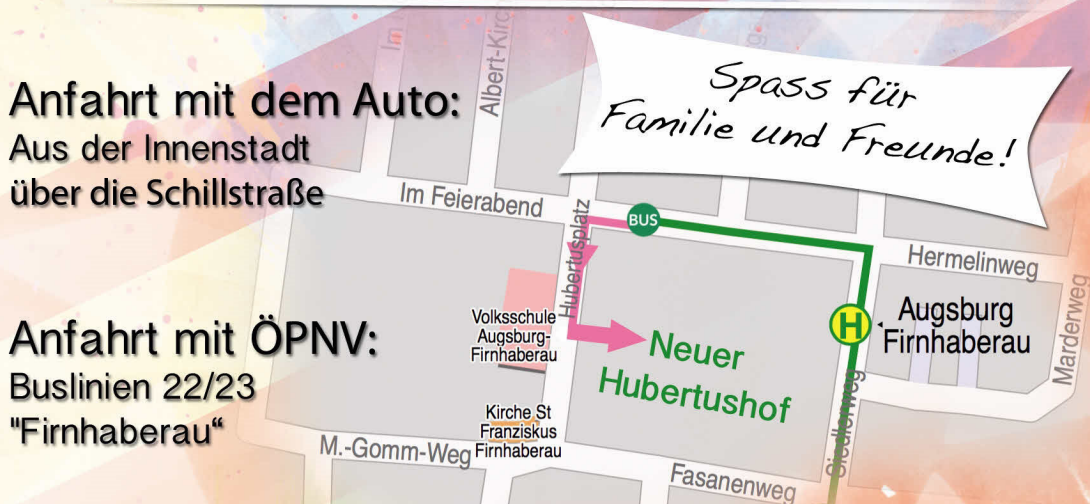 Spass für
Familie und Freunde!
Anfahrt mit dem Auto:
Aus der Innenstadt
über die Schillstraße
Anfahrt mit ÖPNV:
Buslinien 22/23
"Firnhaberau“
Albert-Kirc
Im Feierabend
BUS
Hubertusplatz
Hermelinweg
Marderweg
H
Augsburg
Firnhaberau
Volksschule
Augsburg-
Firnhaberau
Neuer
Hubertushof
Siedlerweg
Kirche St
Franziskus
Firnhaberau
M.-Gomm-Weg
Fasanenweg